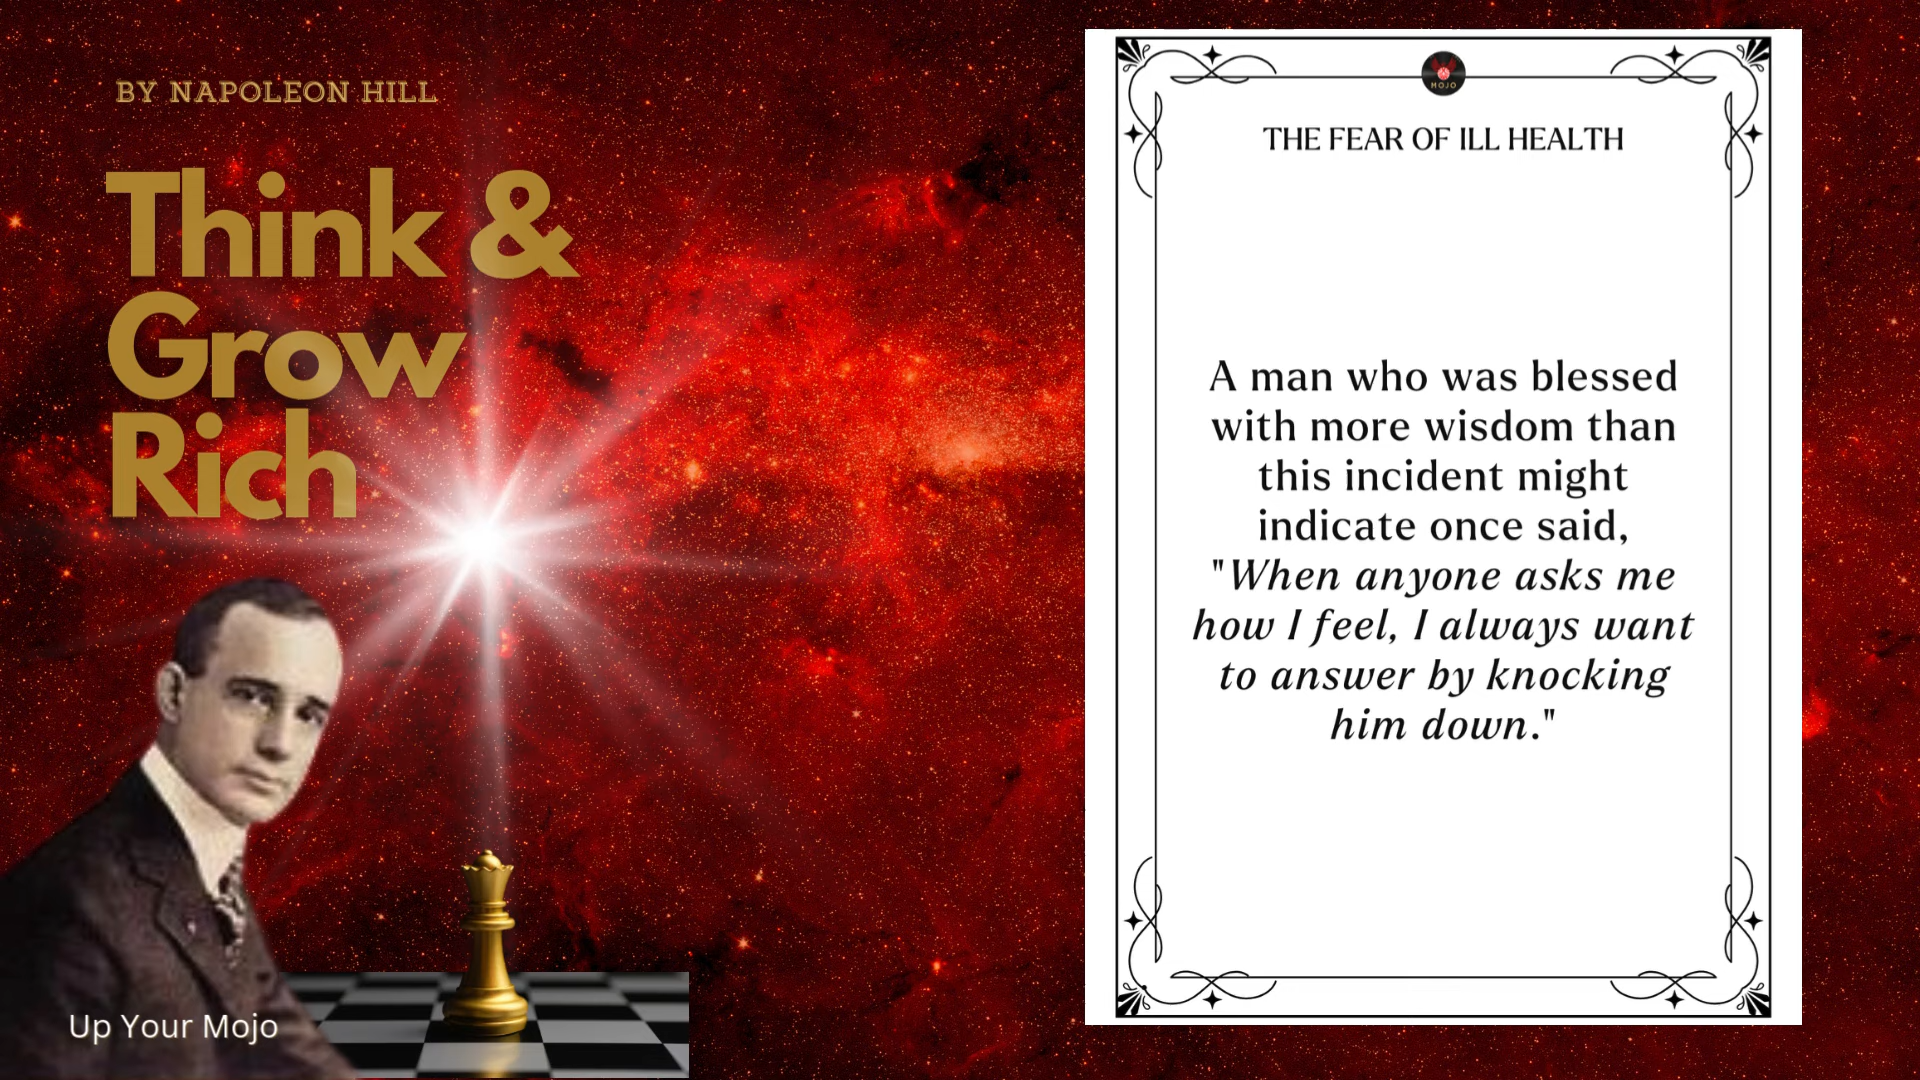 BY NAPOLEON HILL
Think &
Grow
Rich
Up Your Mojo
MOJO
THE FEAR OF ILL HEALTH
A man who was blessed
with more wisdom than
this incident might
indicate once said,
"When anyone asks me
how I feel, I always want
to answer by knocking
him down."